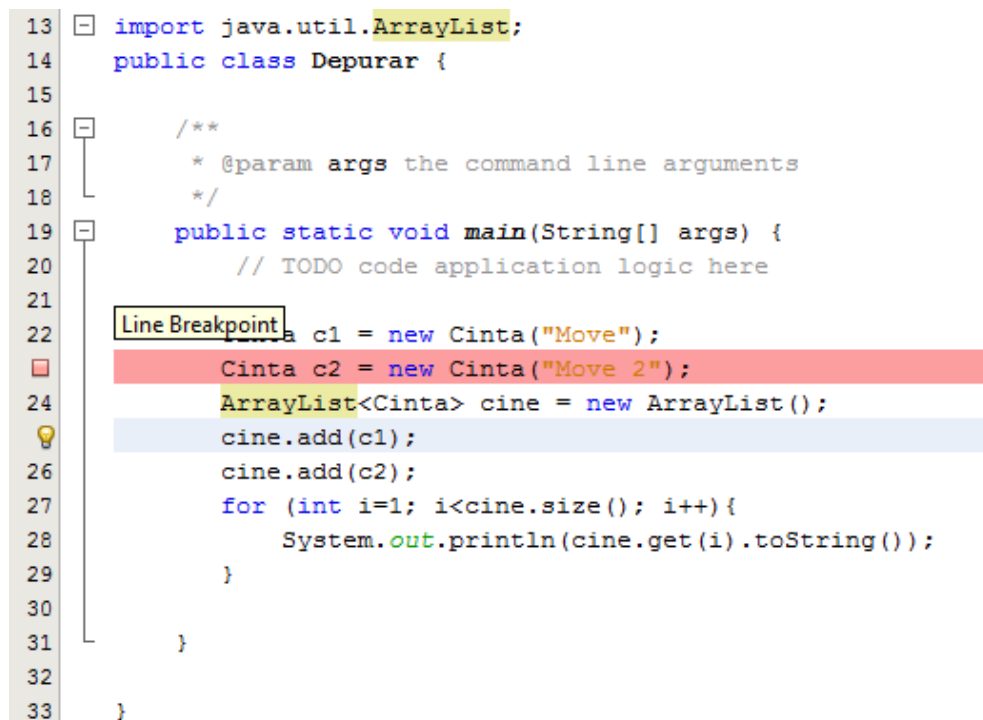 13 import java.util.ArrayList;
14 public class Depurar {
15
16 /**
17 * @param args the command line arguments
18 */
19 public static void main(String[] args) {
20 // TODO code application logic here
21
Line Breakpoint
22 a c1 = new Cinta("Move");
Cinta c2 = new Cinta("Move 2");
24 ArrayList<Cinta> cine = new ArrayList();
cine.add(c1);
26 cine.add(c2);
27 for (int i=1; i<cine.size(); i++){
28 System.out.println(cine.get(i).toString());
29 }
30
31 }
32
33 }